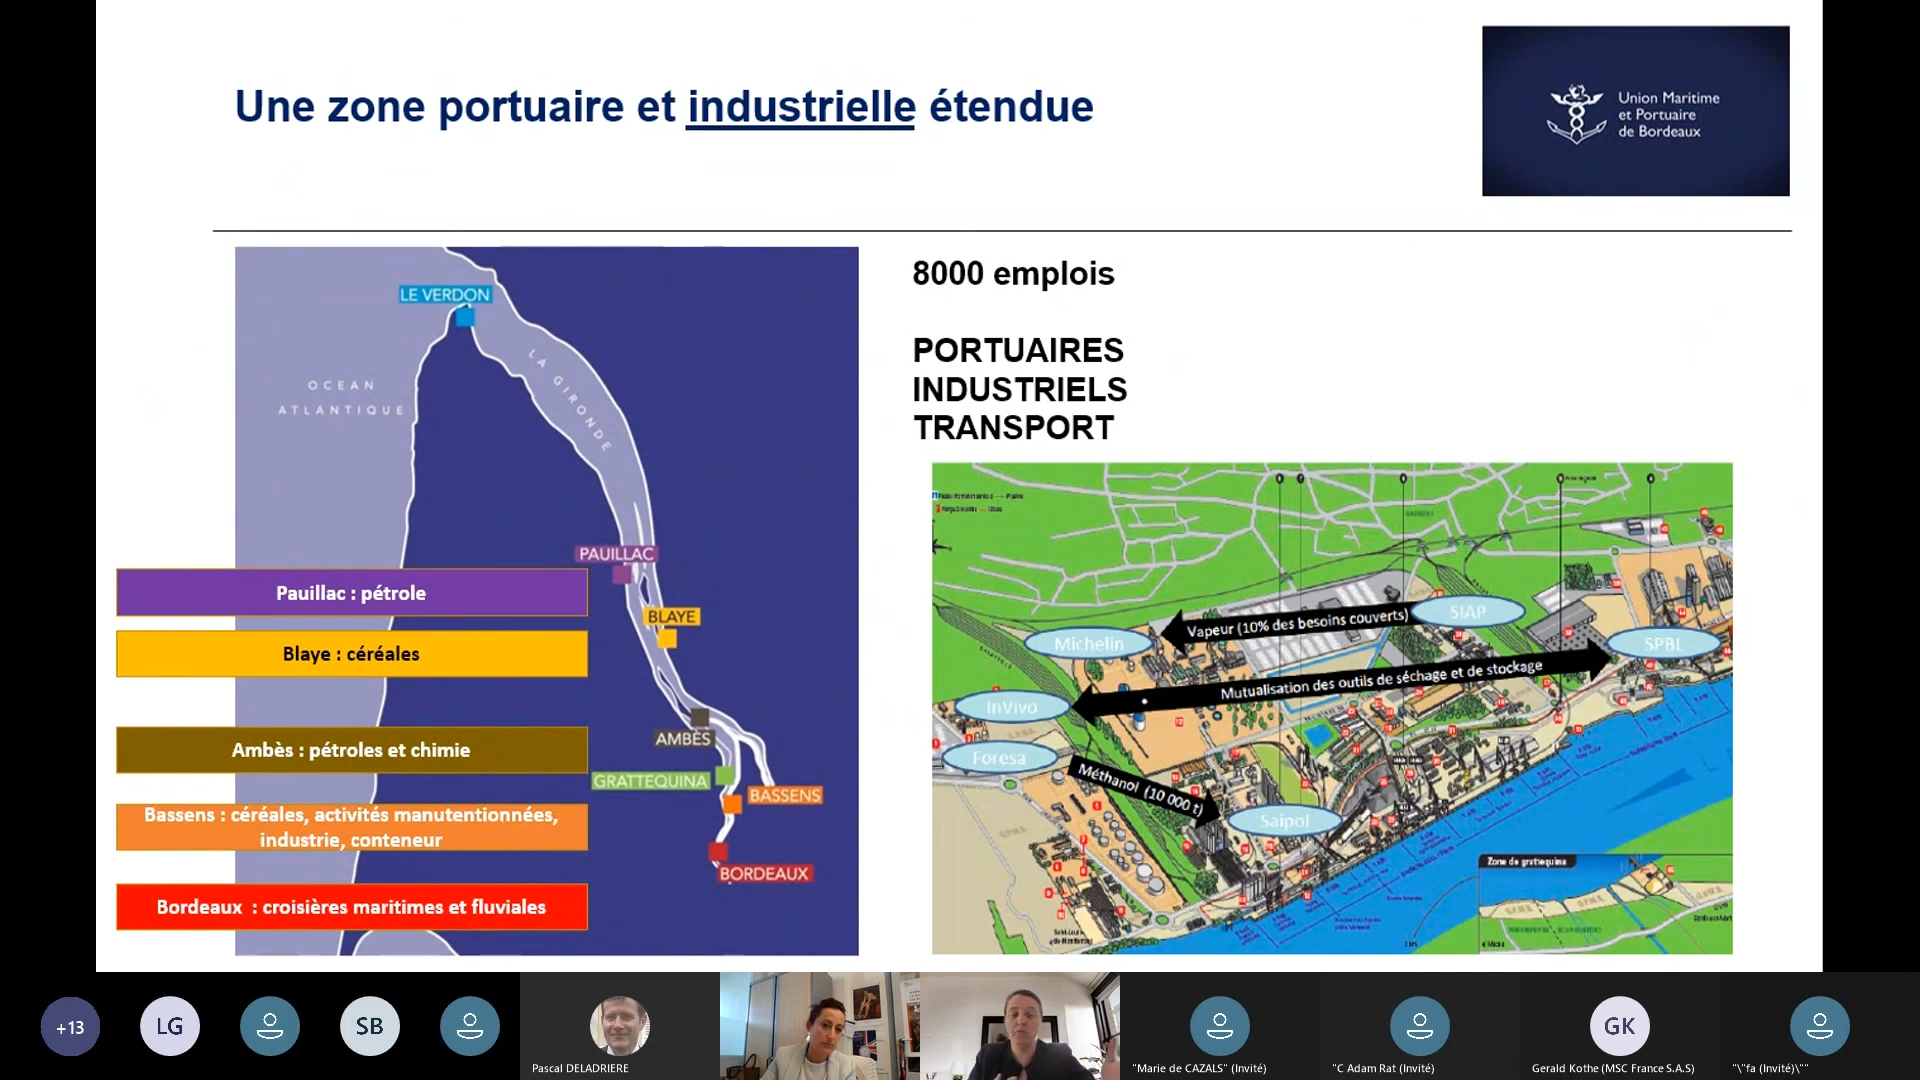 Une zone portuaire et industrielle étendue
Union Maritime
et Portuaire
de Bordeaux
LE VERDON
OCEAN
ATLANTIQUE
LA GIRONDE
PAUILLAC
BLAYE
AMBÈS
GRATTEQUINA
BASSENS
BORDEAUX
Pauillac : pétrole
Blaye : céréales
Ambès : pétroles et chimie
Bassens : céréales, activités manutentionnées,
industrie, conteneur
Bordeaux : croisières maritimes et fluviales
8000 emplois
PORTUAIRES
INDUSTRIELS
TRANSPORT
SIAP
Vapeur (10% des besoins couverts)
Michelin
SPBL
Mutualisation des outils de séchage et de stockage
InVivo
Foresa
Méthanol (10 000 t)
Saipol
Zone de grattequina
+13
LG
SB
GK
Pascal DELADRIERE
"Marie de CAZALS" (Invité)
"C Adam Rat (Invité)
Gerald Kothe (MSC France S.A.S)
"\"fa (Invité)\""